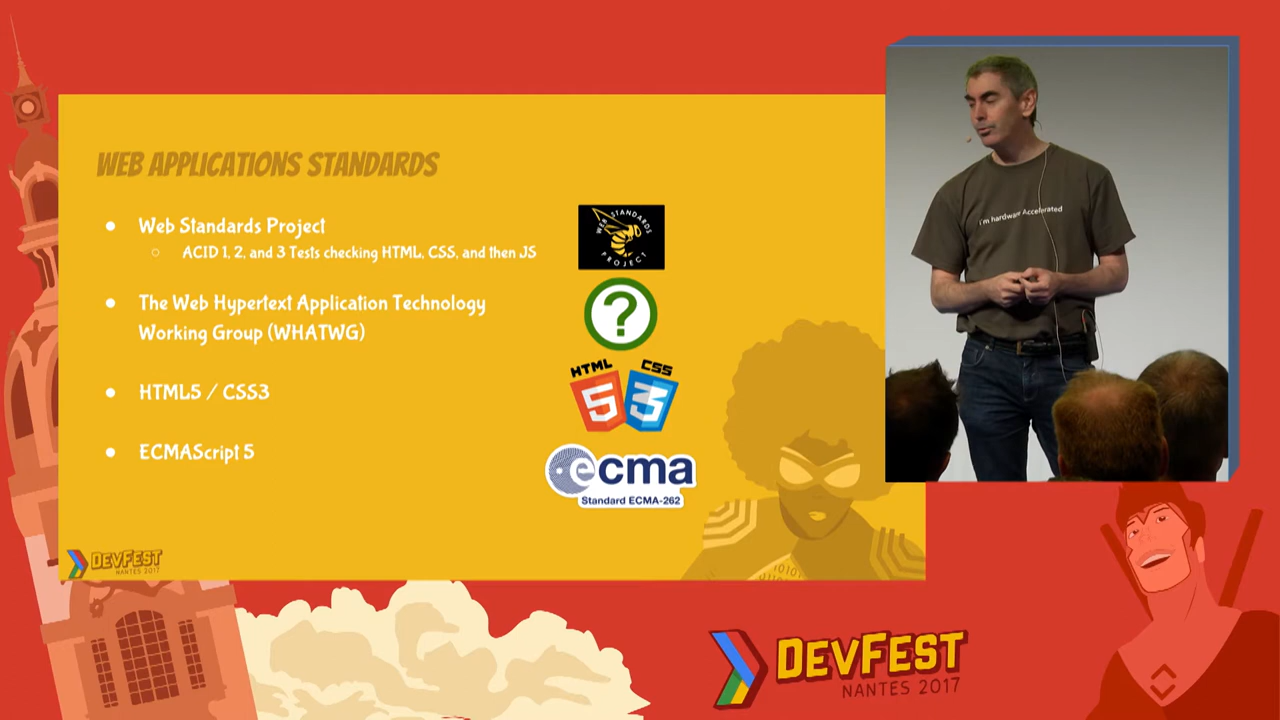 WEB APPLICATIONS STANDARDS
Web Standards Project
ACID 1, 2, and 3 Tests checking HTML, CSS, and then JS
WEB STANDARDS
PROJECT
The Web Hypertext Application Technology
Working Group (WHATWG)
?
HTML5 / CSS3
HTML CSS
5 3
ECMAScript 5
ecma
Standard ECMA-262
I'm hardware Accelerated
DEVFEST
NANTES 2017
DEVFEST
NANTES 2017